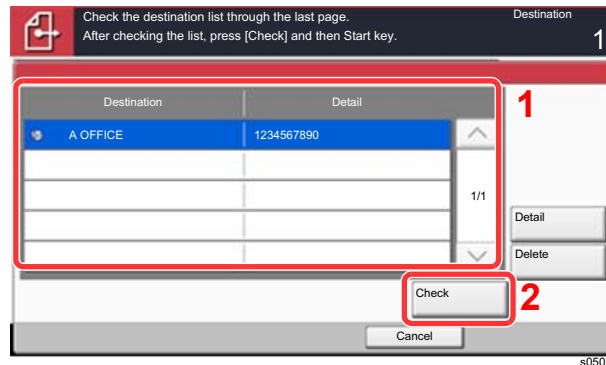 Check the destination list through the last page.
After checking the list, press [Check] and then Start key.
Destination
1
Destination Detail
1
A OFFICE 1234567890
1/1
Detail
Delete
Check
2
Cancel
s050